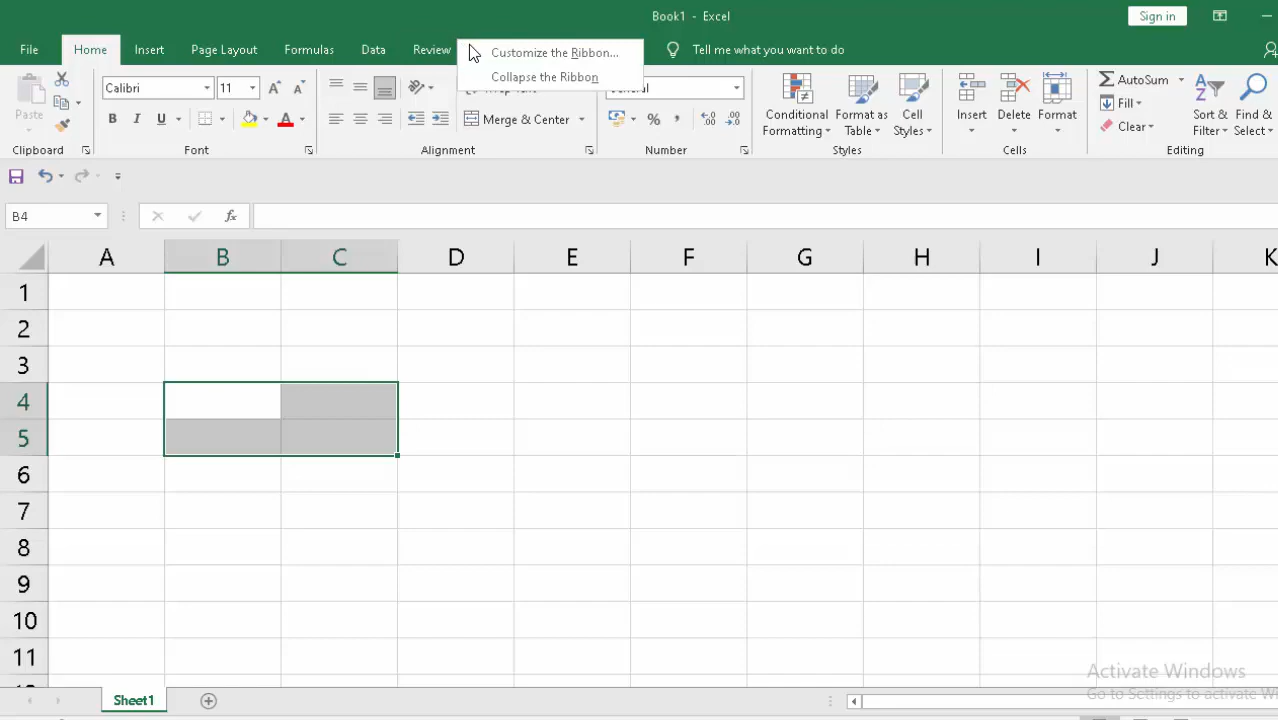 Book1 - Excel
Sign in
File Home Insert Page Layout Formulas Data Review Tell me what you want to do
Customize the Ribbon...
Collapse the Ribbon
Paste
Calibri 11
B I U A
Merge & Center
% ,
Conditional Formatting
Format as Table
Cell Styles
Insert
Delete
Format
AutoSum
Fill
Clear
Sort & Filter
Find & Select
Clipboard Font Alignment Number Styles Cells Editing
B4 fx
A B C D E F G H I J K
1
2
3
4
5
6
7
8
9
10
11
Activate Windows
Go to Settings to activate Wi
Sheet1